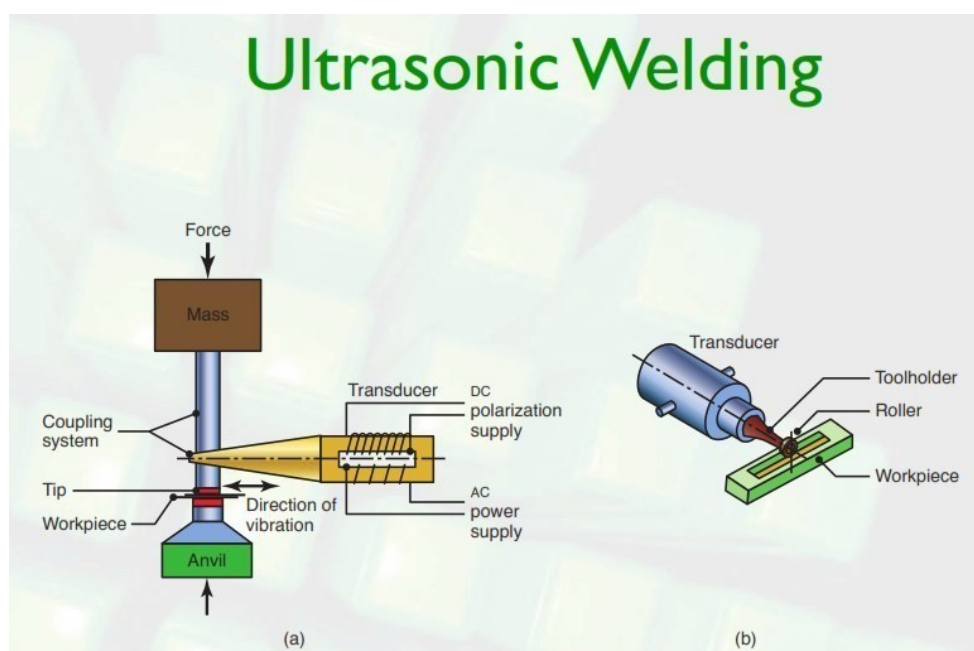 Ultrasonic Welding
Force
Mass
Transducer
DC
polarization
supply
Coupling
system
Tip
Workpiece
Direction of
vibration
AC
power
supply
Anvil
(a)
Transducer
Toolholder
Roller
Workpiece
(b)